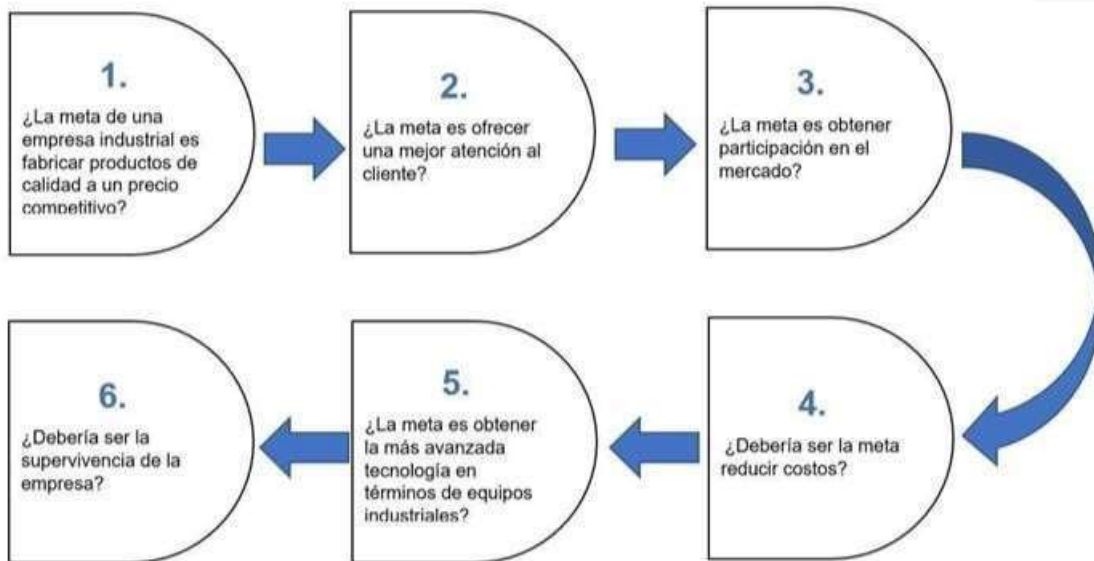 1.
¿La meta de una
empresa industrial es
fabricar productos de
calidad a un precio
competitivo?
2.
¿La meta es ofrecer
una mejor atención al
cliente?
3.
¿La meta es obtener
participación en el
mercado?
4.
¿Debería ser la meta
reducir costos?
5.
¿La meta es obtener
la más avanzada
tecnología en
términos de equipos
industriales?
6.
¿Debería ser la
supervivencia de la
empresa?